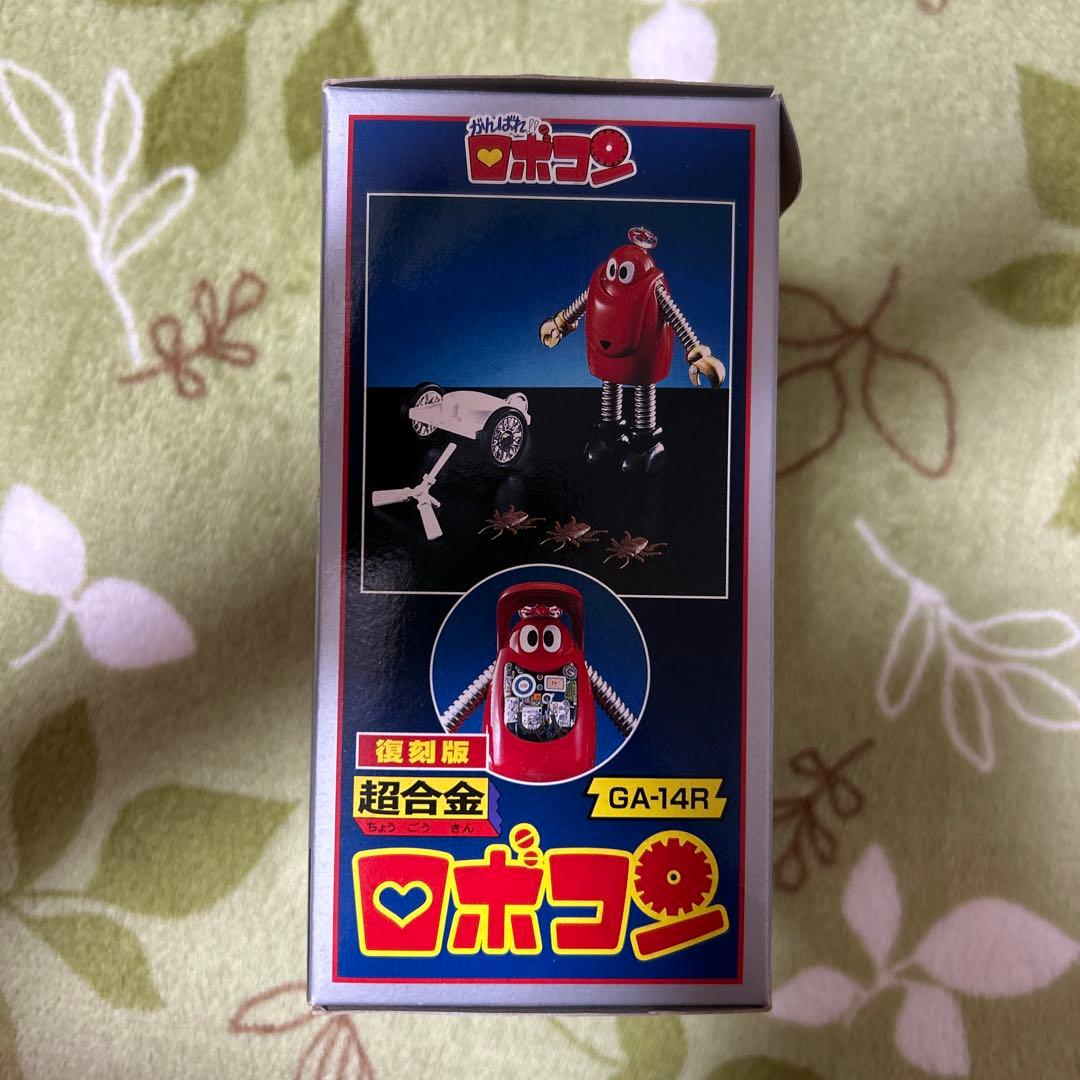 がんばれ!!
ロボコン
復刻版
超合金
ちょう ごう きん
GA-14R
ロボコン